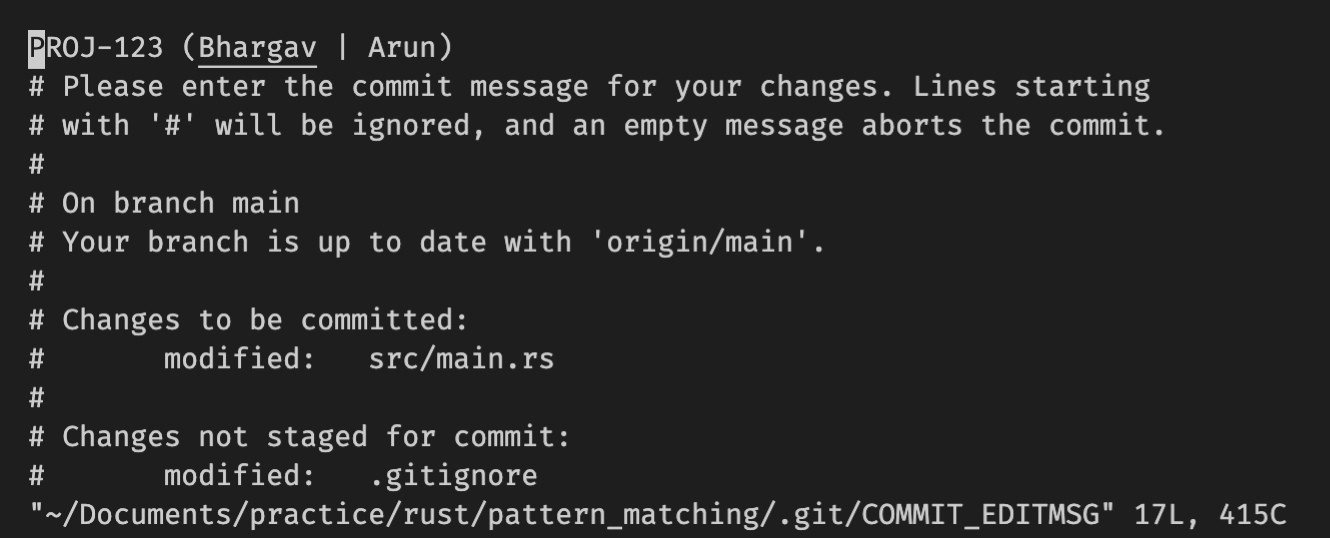 PROJ-123 (Bhargav | Arun)
# Please enter the commit message for your changes. Lines starting
# with '#' will be ignored, and an empty message aborts the commit.
#
# On branch main
# Your branch is up to date with 'origin/main'.
#
# Changes to be committed:
#       modified:   src/main.rs
#
# Changes not staged for commit:
#       modified:   .gitignore
"~/Documents/practice/rust/pattern_matching/.git/COMMIT_EDITMSG" 17L, 415C